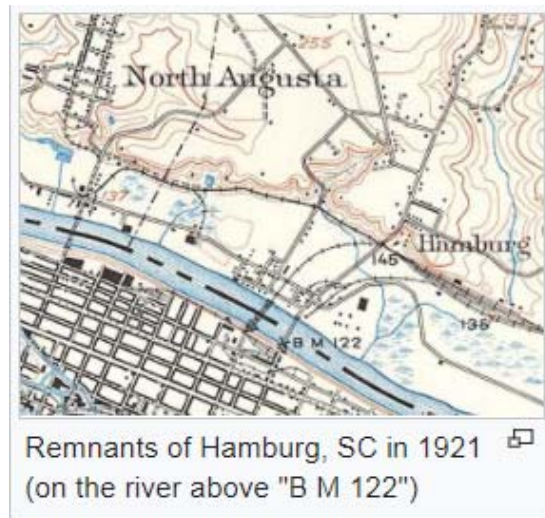 255
North Augusta
137
Hamburg
145
135
B M 122
Remnants of Hamburg, SC in 1921
(on the river above "B M 122")